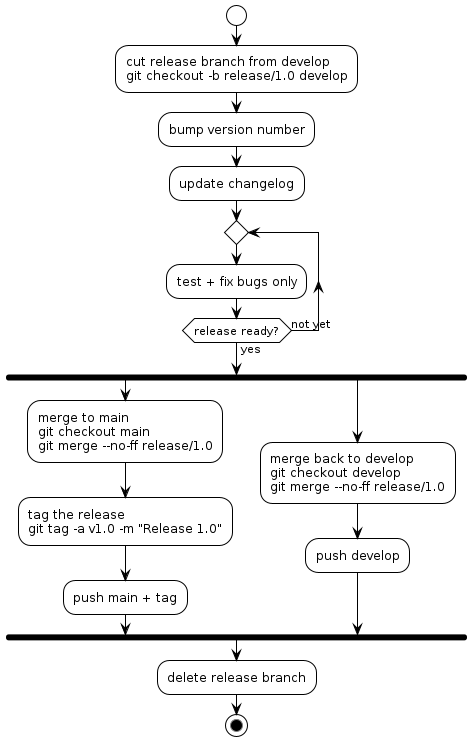 cut release branch from develop
git checkout -b release/1.0 develop
bump version number
update changelog
test + fix bugs only
release ready?
not yet
yes
merge to main
git checkout main
git merge --no-ff release/1.0
tag the release
git tag -a v1.0 -m "Release 1.0"
push main + tag
merge back to develop
git checkout develop
git merge --no-ff release/1.0
push develop
delete release branch